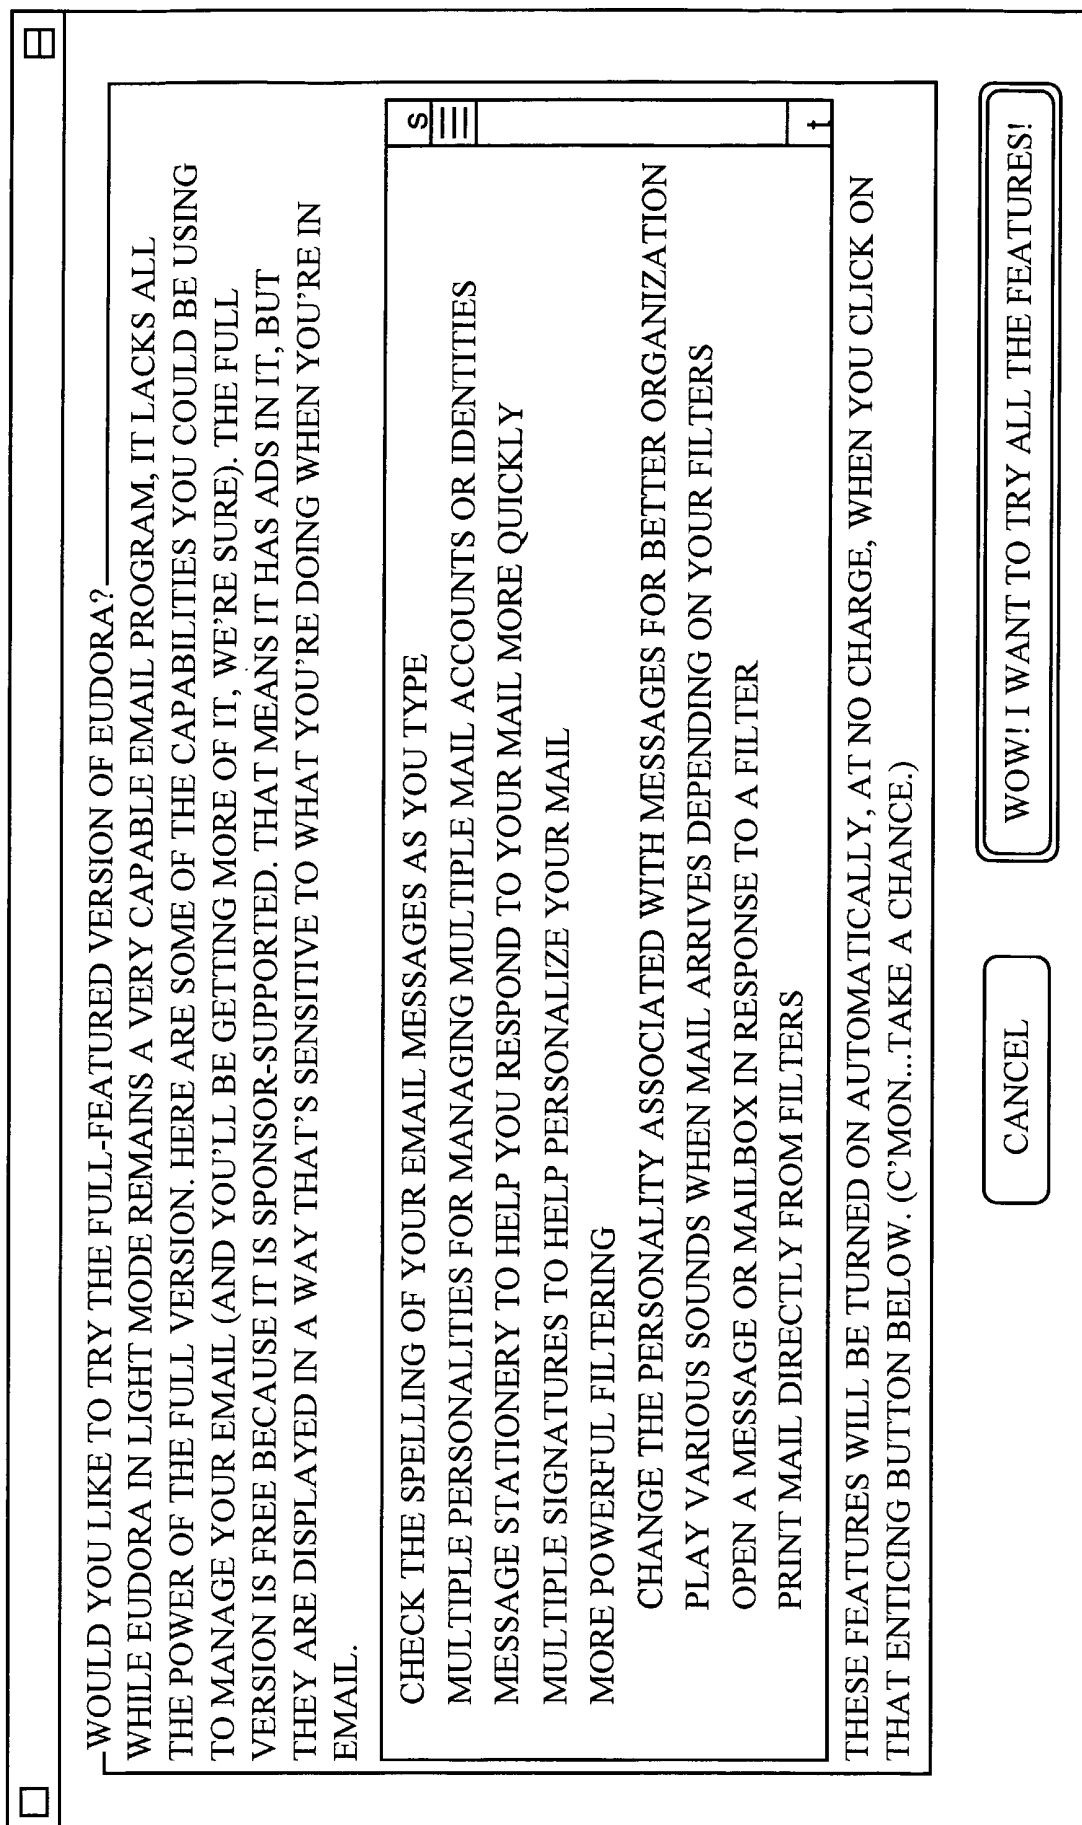 WOULD YOU LIKE TO TRY THE FULL-FEATURED VERSION OF EUDORA?
WHILE EUDORA IN LIGHT MODE REMAINS A VERY CAPABLE EMAIL PROGRAM, IT LACKS ALL
THE POWER OF THE FULL VERSION. HERE ARE SOME OF THE CAPABILITIES YOU COULD BE USING
TO MANAGE YOUR EMAIL (AND YOU'LL BE GETTING MORE OF IT, WE'RE SURE). THE FULL
VERSION IS FREE BECAUSE IT IS SPONSOR-SUPPORTED. THAT MEANS IT HAS ADS IN IT, BUT
THEY ARE DISPLAYED IN A WAY THAT'S SENSITIVE TO WHAT YOU'RE DOING WHEN YOU'RE IN
EMAIL.
s
CHECK THE SPELLING OF YOUR EMAIL MESSAGES AS YOU TYPE
MULTIPLE PERSONALITIES FOR MANAGING MULTIPLE MAIL ACCOUNTS OR IDENTITIES
MESSAGE STATIONERY TO HELP YOU RESPOND TO YOUR MAIL MORE QUICKLY
MULTIPLE SIGNATURES TO HELP PERSONALIZE YOUR MAIL
MORE POWERFUL FILTERING
CHANGE THE PERSONALITY ASSOCIATED WITH MESSAGES FOR BETTER ORGANIZATION
PLAY VARIOUS SOUNDS WHEN MAIL ARRIVES DEPENDING ON YOUR FILTERS
OPEN A MESSAGE OR MAILBOX IN RESPONSE TO A FILTER
PRINT MAIL DIRECTLY FROM FILTERS
t
THESE FEATURES WILL BE TURNED ON AUTOMATICALLY, AT NO CHARGE, WHEN YOU CLICK ON
THAT ENTICING BUTTON BELOW. (C'MON...TAKE A CHANCE.)
CANCEL
WOW! I WANT TO TRY ALL THE FEATURES!